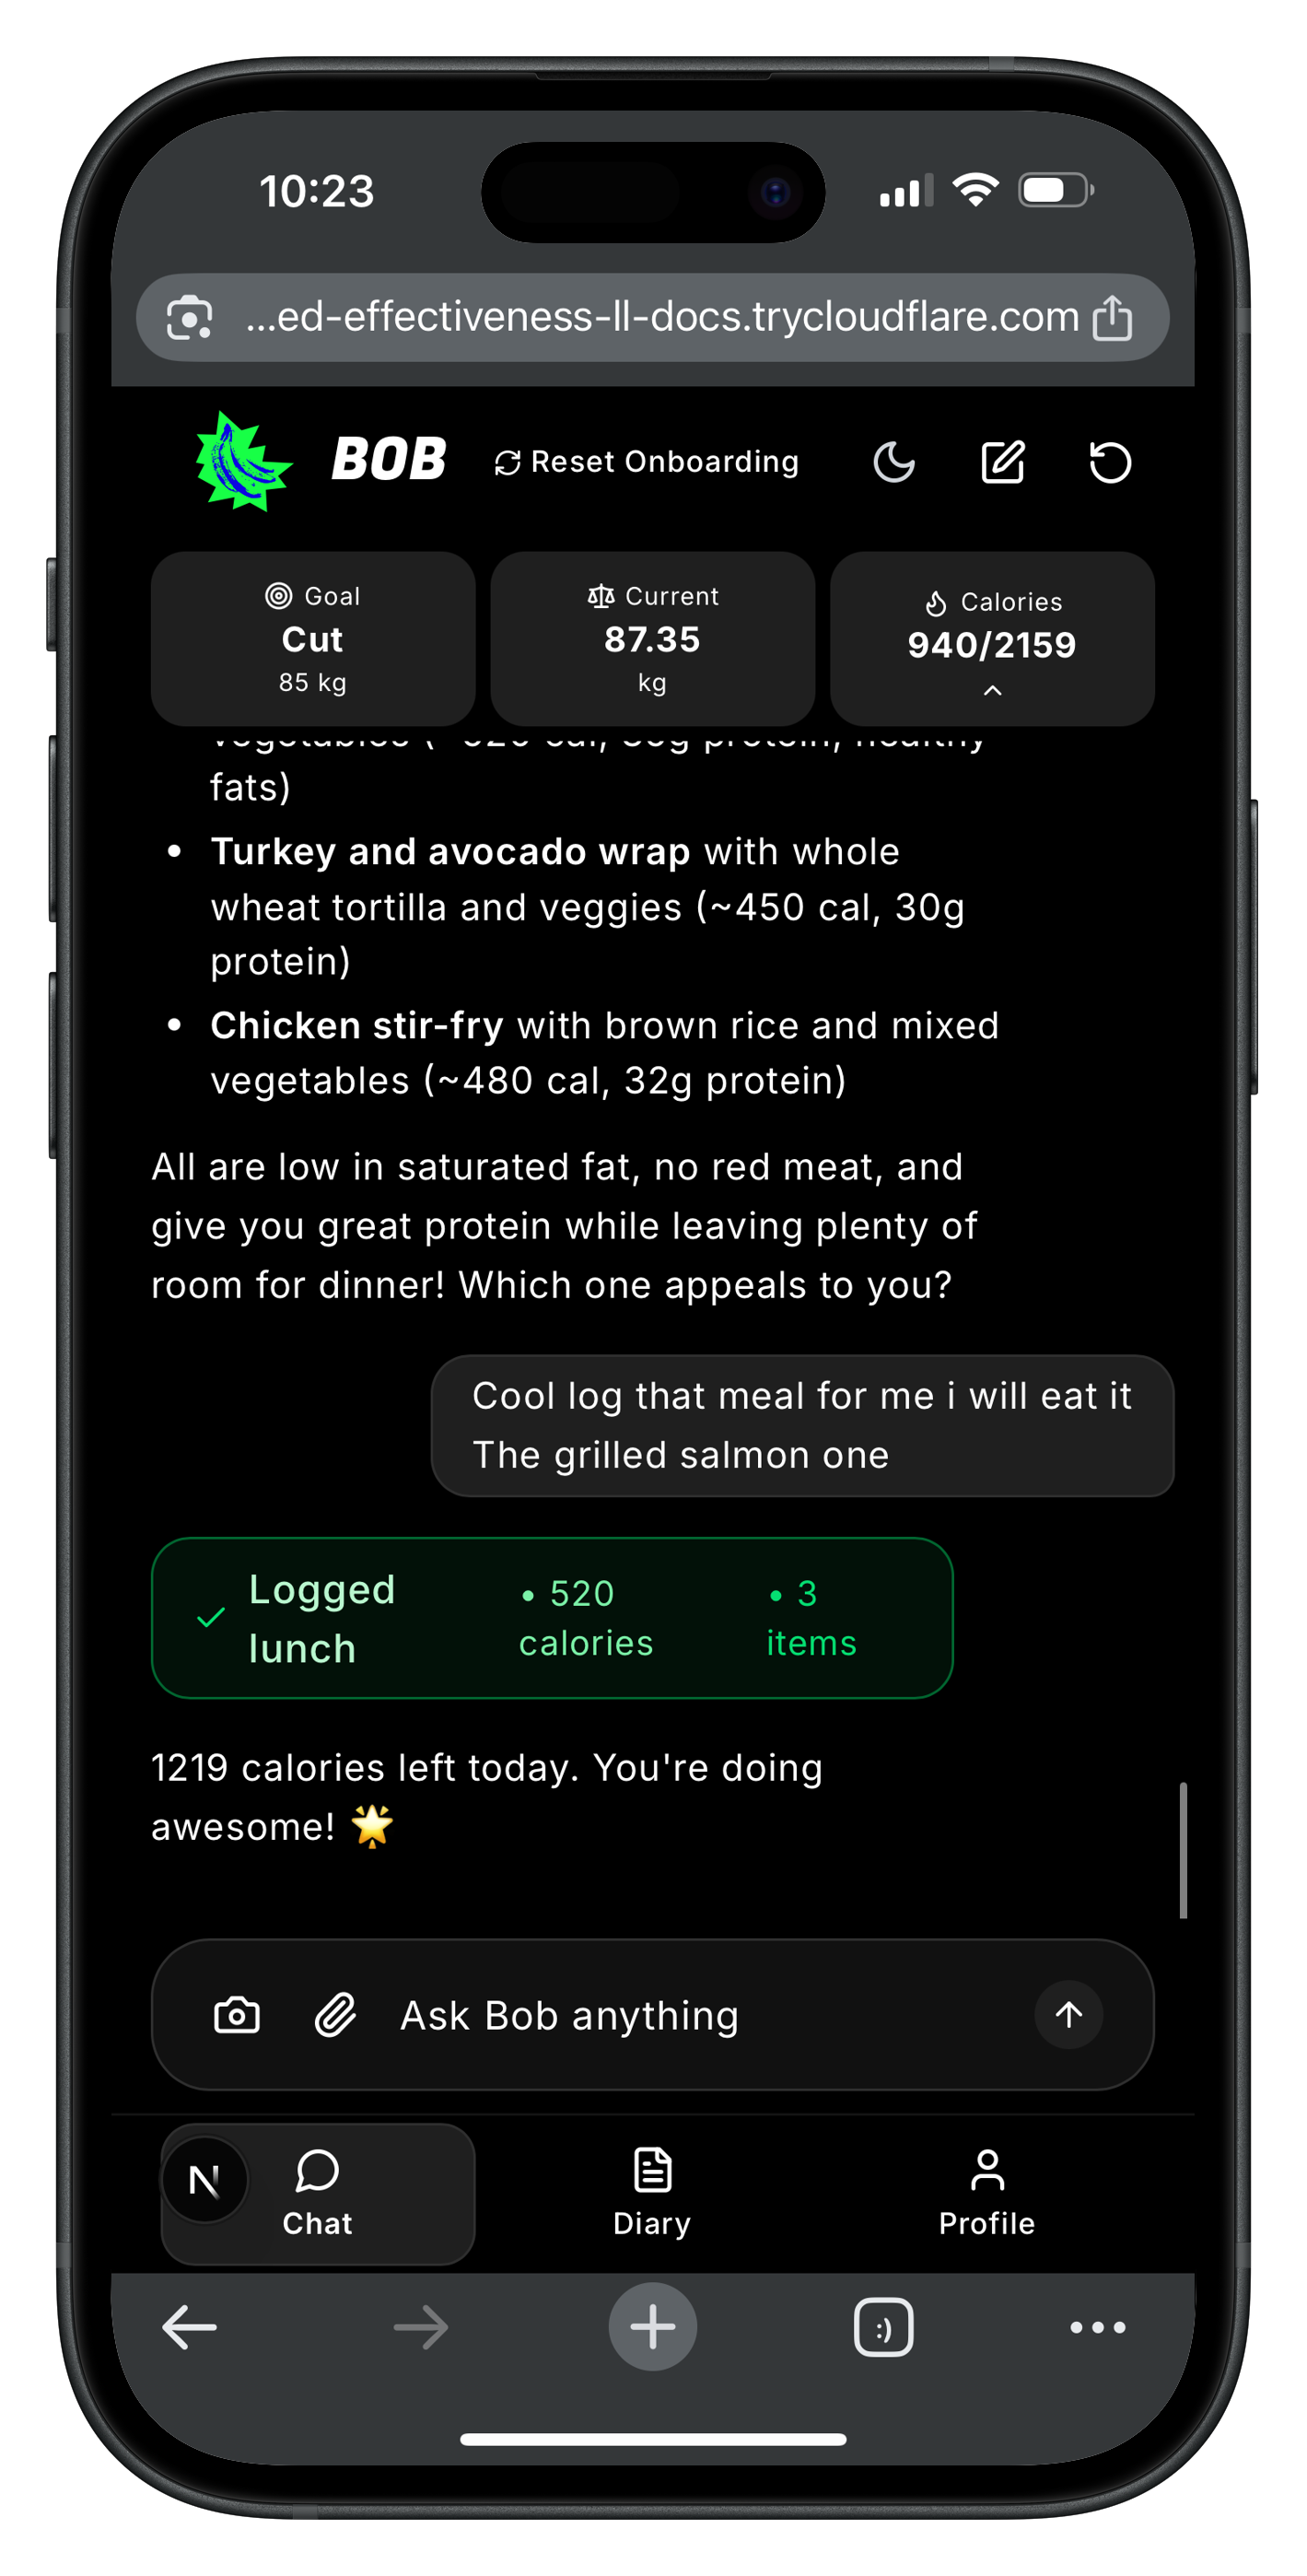 10:23
...ed-effectiveness-ll-docs.trycloudflare.com
BOB
Reset Onboarding
Goal
Cut
85 kg
Current
87.35
kg
Calories
940/2159
vegetables (~520 cal, protein, healthy
fats)
• Turkey and avocado wrap with whole
wheat tortilla and veggies (~450 cal, 30g
protein)
• Chicken stir-fry with brown rice and mixed
vegetables (~480 cal, 32g protein)
All are low in saturated fat, no red meat, and
give you great protein while leaving plenty of
room for dinner! Which one appeals to you?
Cool log that meal for me i will eat it
The grilled salmon one
Logged
lunch
• 520
calories
• 3
items
1219 calories left today. You're doing
awesome! 🌟
Ask Bob anything
N
Chat
Diary
Profile
:)